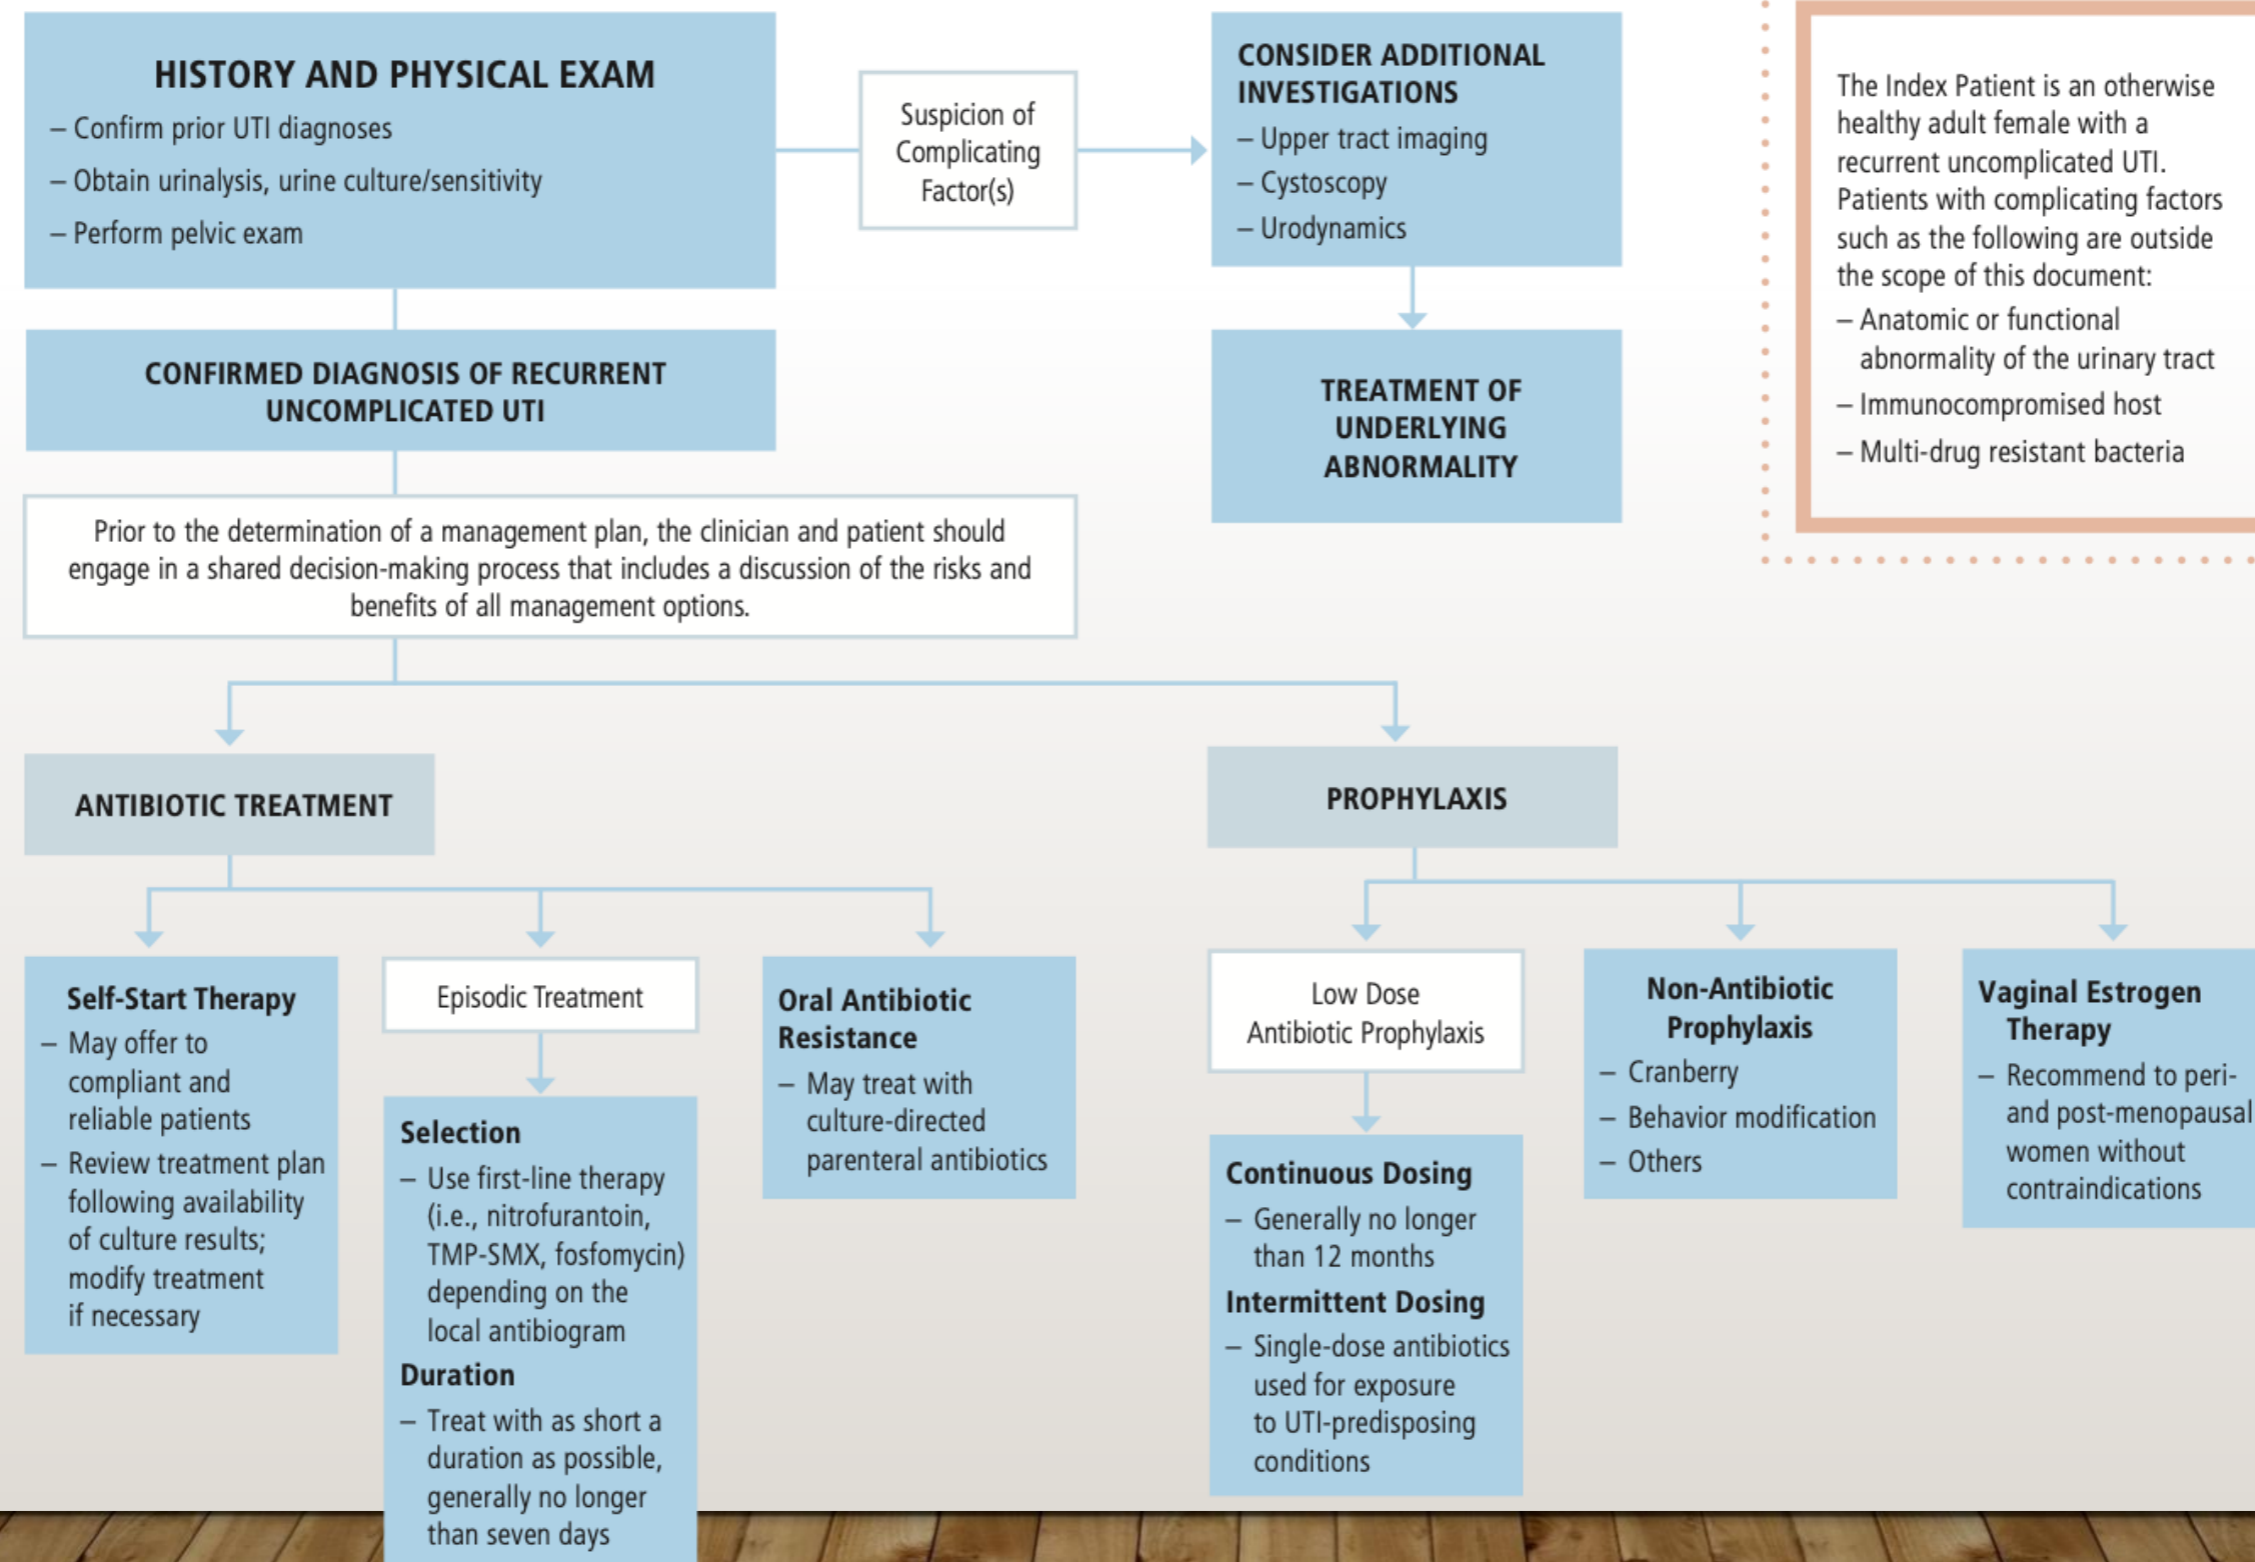 HISTORY AND PHYSICAL EXAM
– Confirm prior UTI diagnoses
– Obtain urinalysis, urine culture/sensitivity
– Perform pelvic exam
Suspicion of
Complicating
Factor(s)
CONSIDER ADDITIONAL
INVESTIGATIONS
– Upper tract imaging
– Cystoscopy
– Urodynamics
The Index Patient is an otherwise
healthy adult female with a
recurrent uncomplicated UTI.
Patients with complicating factors
such as the following are outside
the scope of this document:
– Anatomic or functional
abnormality of the urinary tract
– Immunocompromised host
– Multi-drug resistant bacteria
CONFIRMED DIAGNOSIS OF RECURRENT
UNCOMPLICATED UTI
TREATMENT OF
UNDERLYING
ABNORMALITY
Prior to the determination of a management plan, the clinician and patient should
engage in a shared decision-making process that includes a discussion of the risks and
benefits of all management options.
ANTIBIOTIC TREATMENT
PROPHYLAXIS
Self-Start Therapy
– May offer to
compliant and
reliable patients
– Review treatment plan
following availability
of culture results;
modify treatment
if necessary
Episodic Treatment
Selection
– Use first-line therapy
(i.e., nitrofurantoin,
TMP-SMX, fosfomycin)
depending on the
local antibiogram
Duration
– Treat with as short a
duration as possible,
generally no longer
than seven days
Oral Antibiotic
Resistance
– May treat with
culture-directed
parenteral antibiotics
Low Dose
Antibiotic Prophylaxis
Continuous Dosing
– Generally no longer
than 12 months
Intermittent Dosing
– Single-dose antibiotics
used for exposure
to UTI-predisposing
conditions
Non-Antibiotic
Prophylaxis
– Cranberry
– Behavior modification
– Others
Vaginal Estrogen
Therapy
– Recommend to peri-
and post-menopausal
women without
contraindications